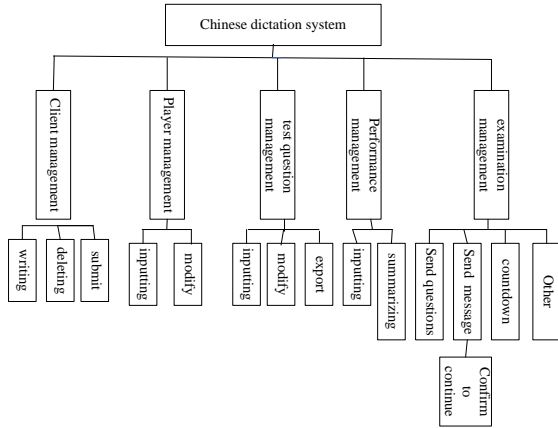 Chinese dictation system
Client management
Player management
test question
management
Performance
management
examination
management
writing
deleting
submit
inputting
modify
inputting
modify
export
inputting
summarizing
Send questions
Send message
countdown
Other
Confirm
to
continue